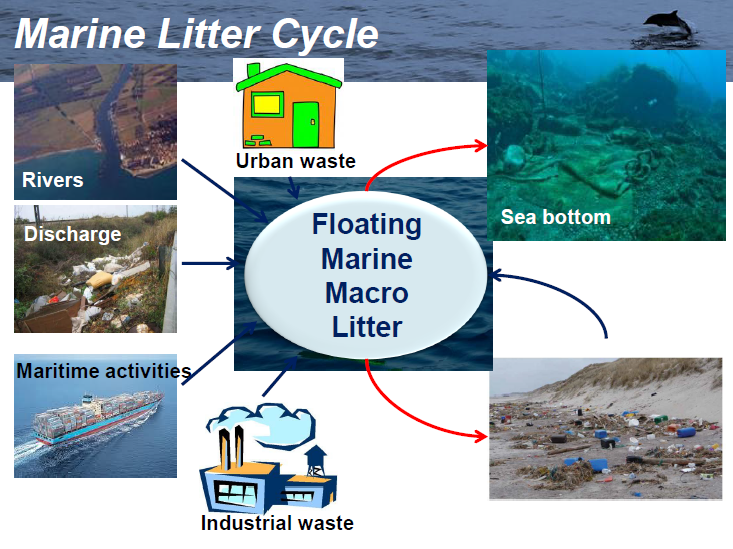 Marine Litter Cycle
Urban waste
Rivers
Discharge
Maritime activities
Industrial waste
Floating
Marine
Macro
Litter
Sea bottom